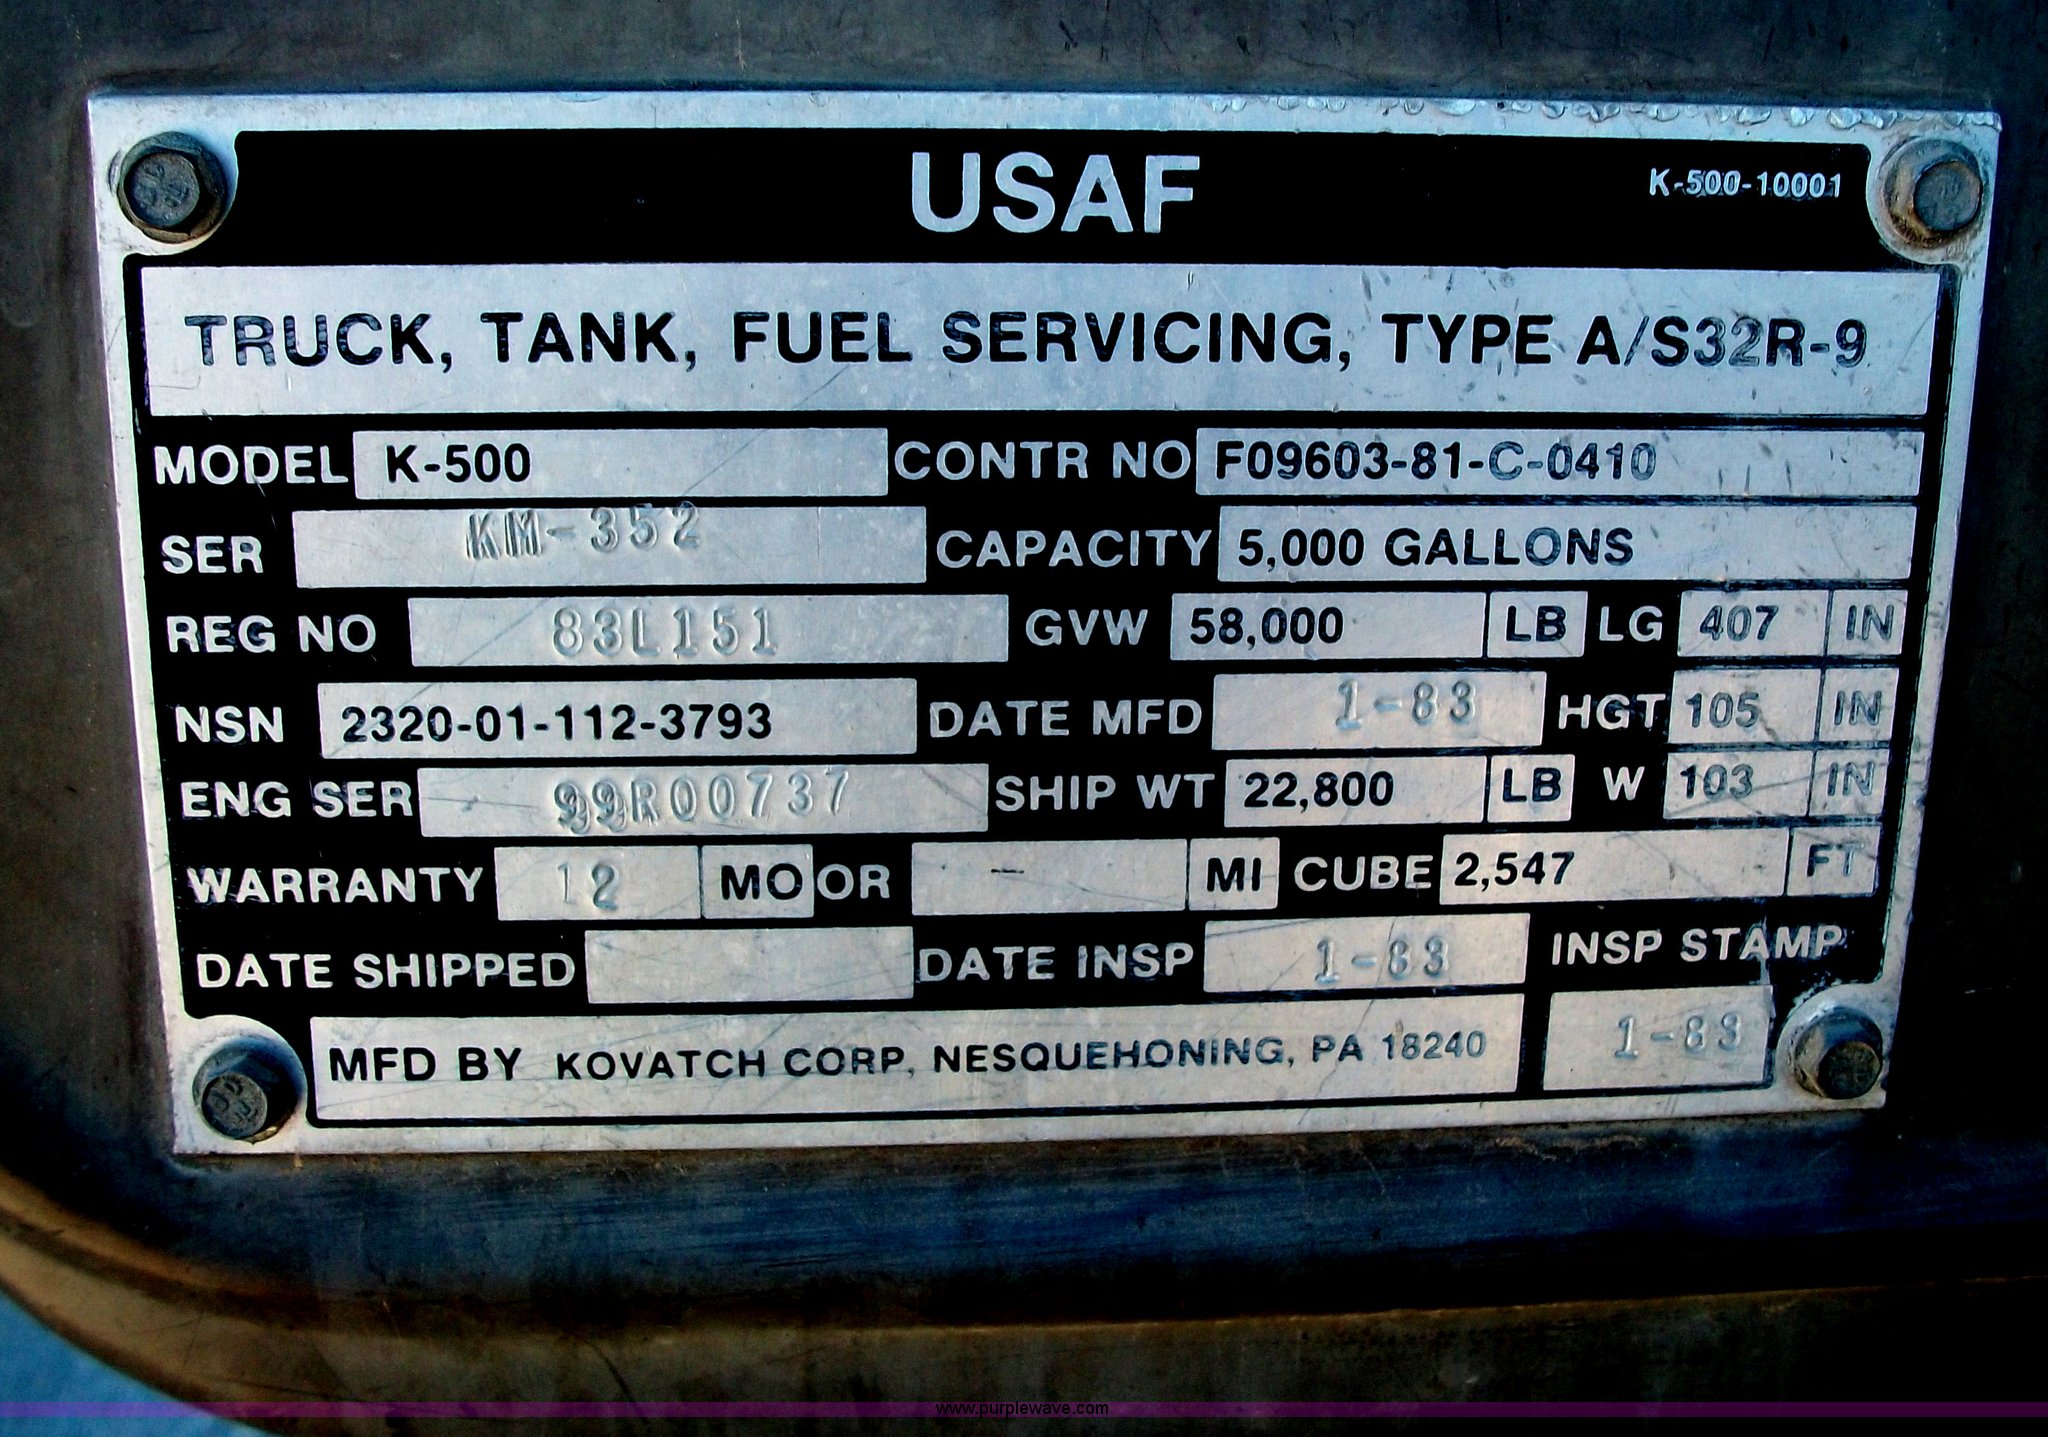 USAF
K-500-10001
TRUCK, TANK, FUEL SERVICING, TYPE A/S32R-9
MODEL K-500 CONTR NO F09603-81-C-0410
SER KM-352 CAPACITY 5,000 GALLONS
REG NO 83L151 GVW 58,000 LB LG 407 IN
NSN 2320-01-112-3793 DATE MFD 1-83 HGT 105 IN
ENG SER 99R00737 SHIP WT 22,800 LB W 103 IN
WARRANTY 12 MO OR - MI CUBE 2,547 FT
DATE SHIPPED DATE INSP 1-83 INSP STAMP
MFD BY KOVATCH CORP, NESQUEHONING, PA 18240 1-83
www.purplewave.com